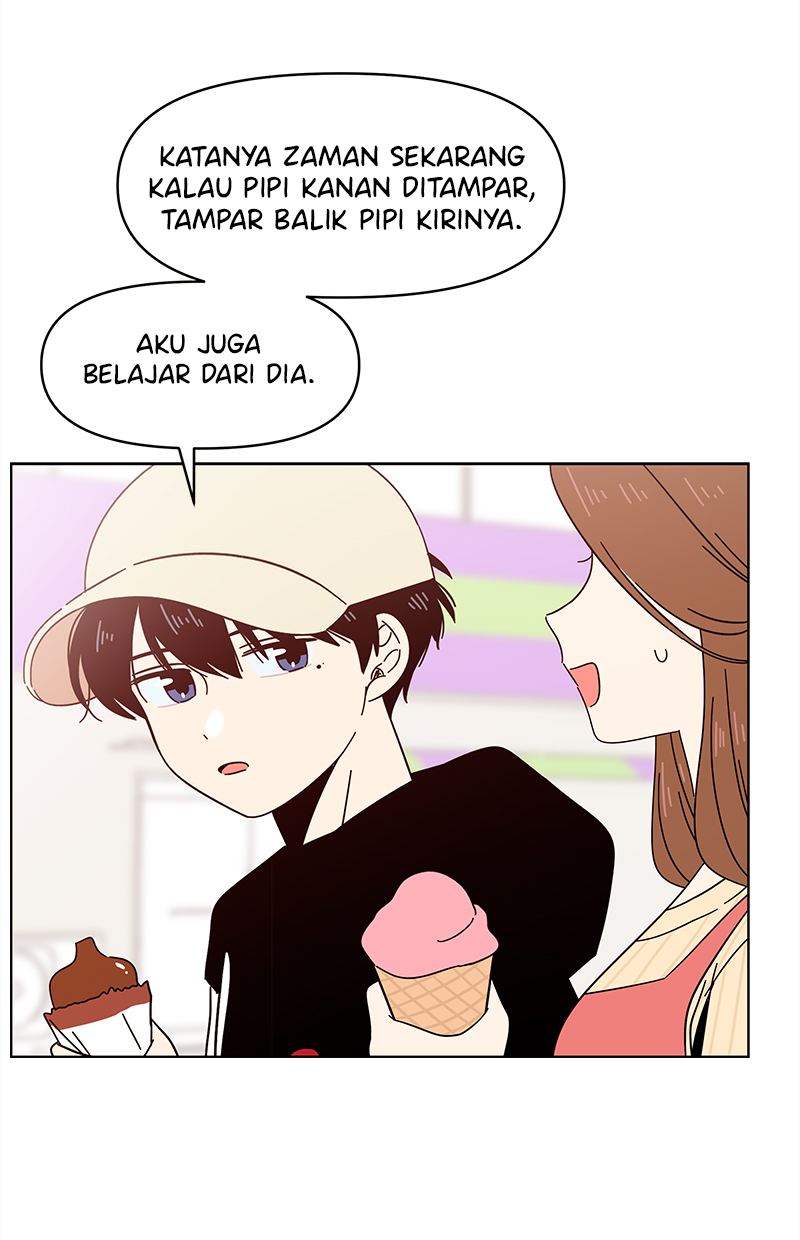 KATANYA ZAMAN SEKARANG
KALAU PIPI KANAN DITAMPAR,
TAMPAR BALIK PIPI KIRINYA.
AKU JUGA
BELAJAR DARI DIA.